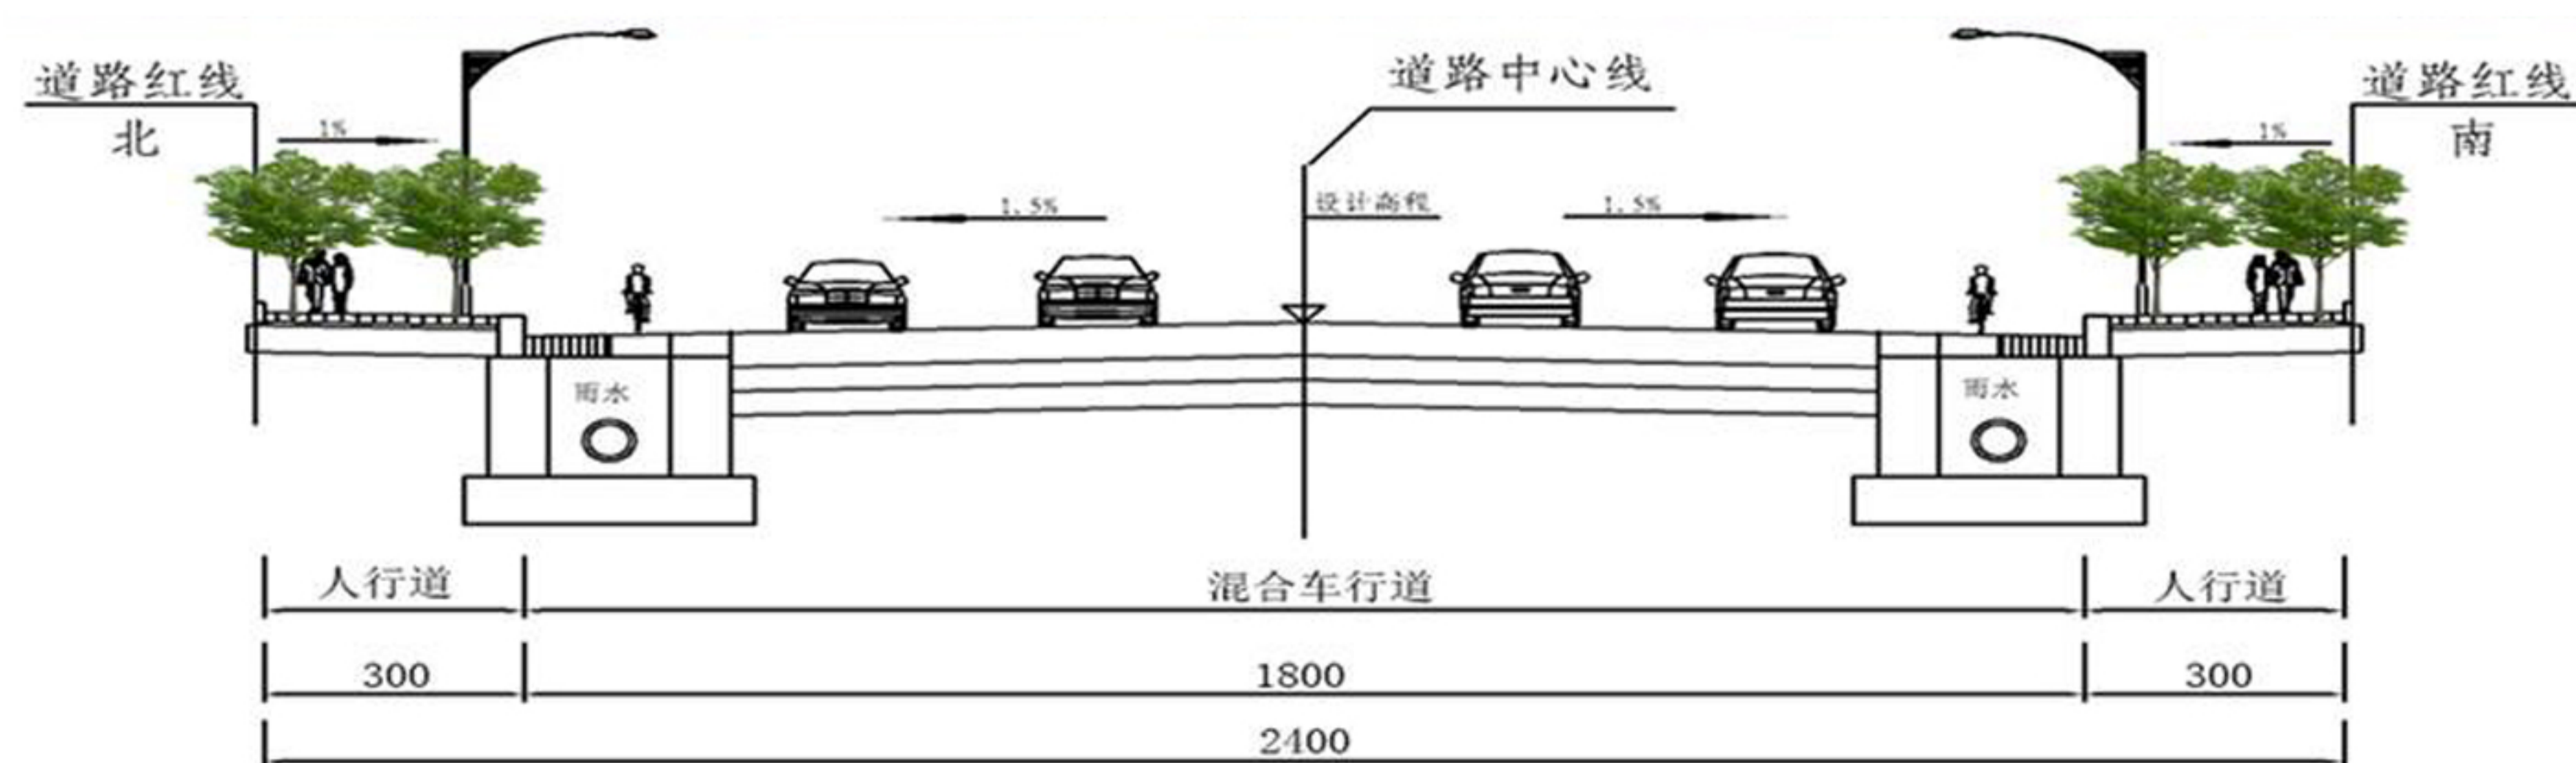 道路红线
北
1%
1.5%
道路中心线
设计高程
1.5%
1%
道路红线
南
雨水
雨水
人行道
混合车行道
人行道
300
1800
300
2400